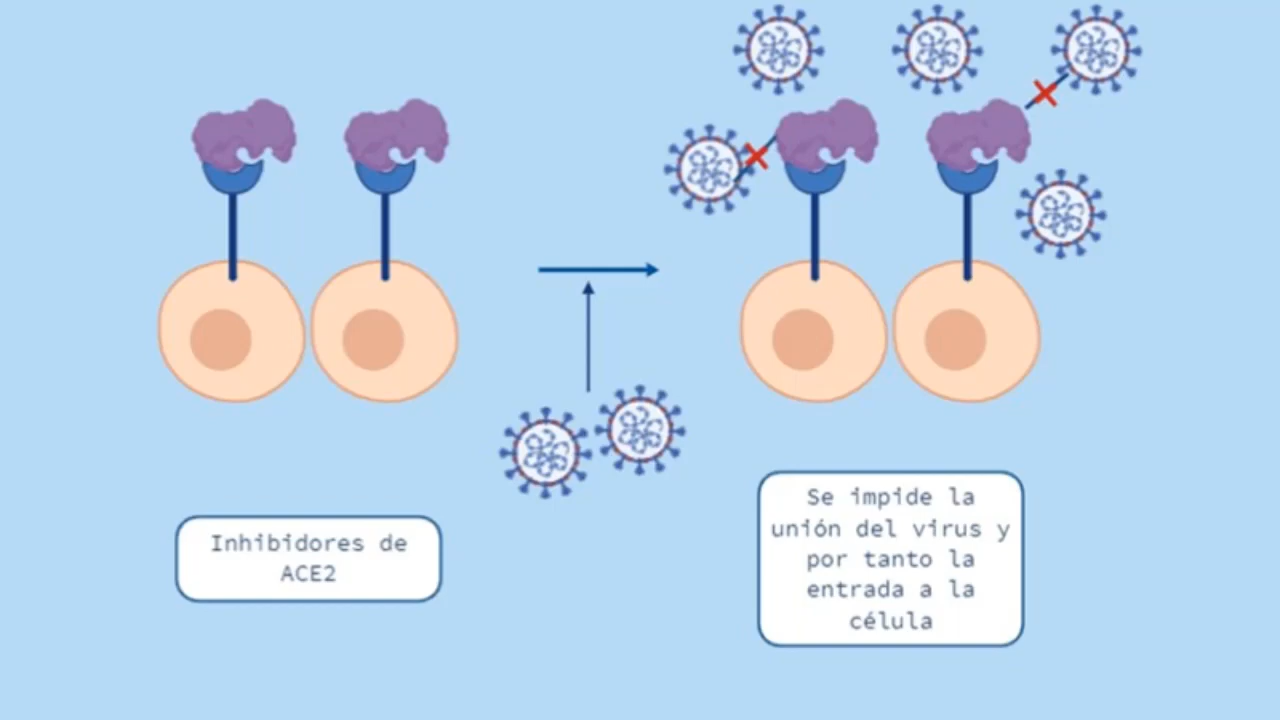 Inhibidores de
ACE2
Se impide la
unión del virus y
por tanto la
entrada a la
célula